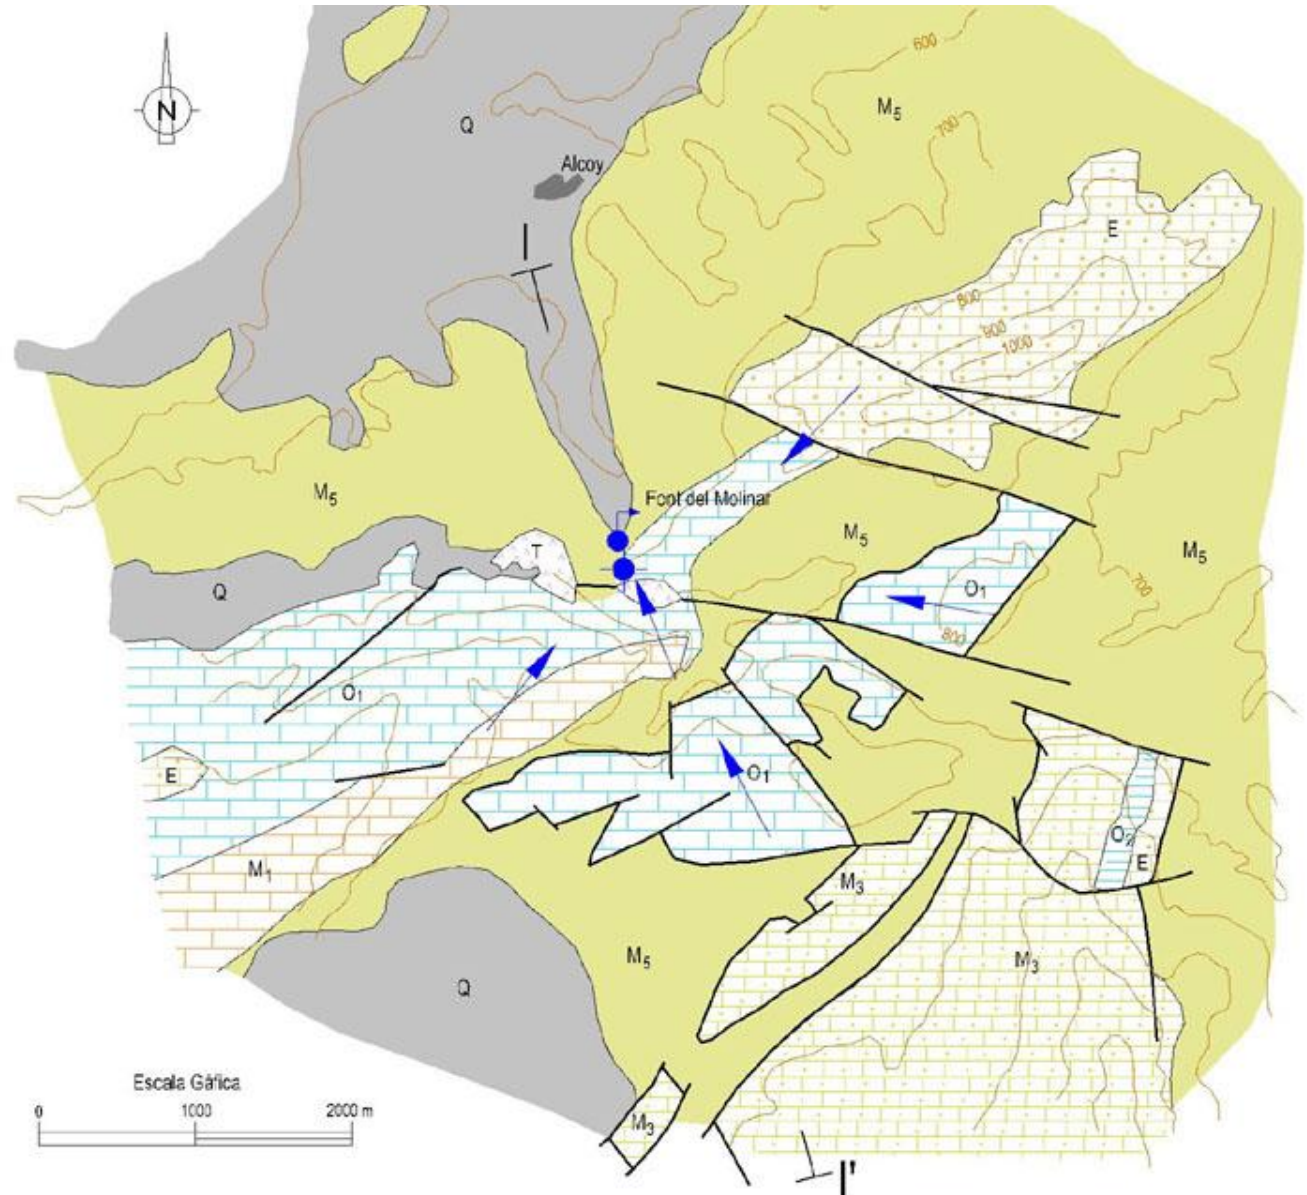 600
N
M5
Q
700
Alcoy
E
I
800
900
1000
M5
Font del Molinar
M5
M5
T
Q
700
O1
800
O1
E
O1
O2
E
M1
M3
M5
M3
Q
Escala Gáfica
0 1000 2000 m
M3
I'